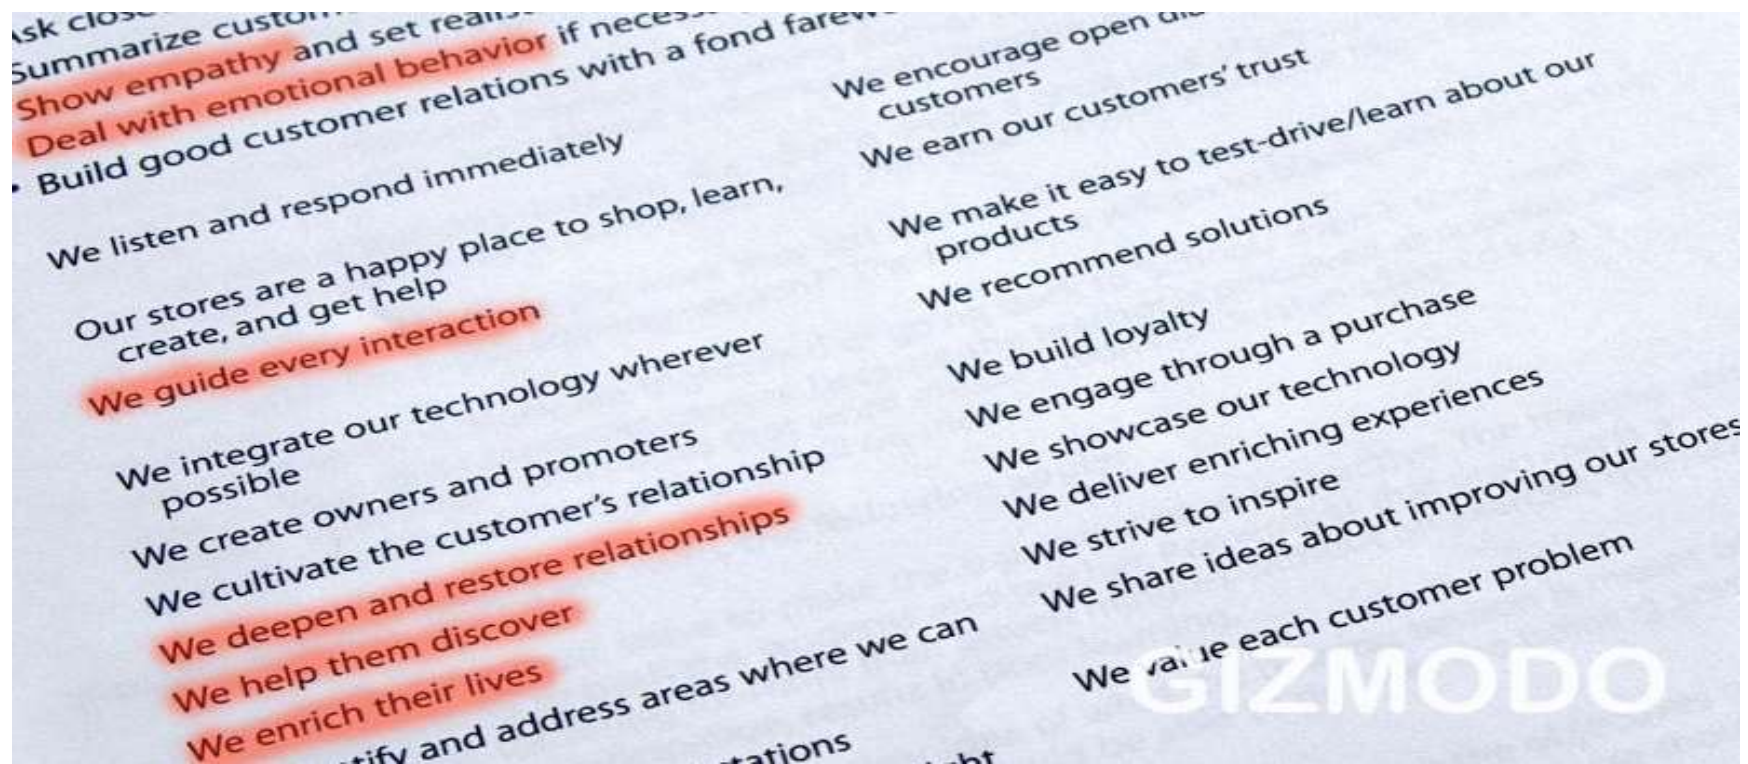 Ask
Summarize
Show empathy and set
Deal with emotional behavior if
• Build good customer relations with a fond
We listen and respond immediately
Our stores are a happy place to shop, learn,
create, and get help
We guide every interaction
We integrate our technology wherever
possible
We create owners and promoters
We cultivate the customer's relationship
We deepen and restore relationships
We help them discover
We enrich their lives
and address areas where we can
We encourage open
customers
We earn our customers' trust
We make it easy to test-drive/learn about our
products
We recommend solutions
We build loyalty
We engage through a purchase
We showcase our technology
We deliver enriching experiences
We strive to inspire
We share ideas about improving our stores
We value each customer problem
GIZMODO